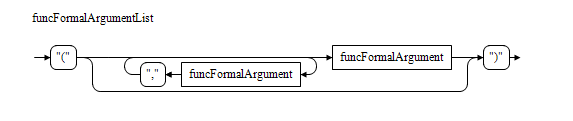 funcFormalArgumentList
"(" funcFormalArgument ")"
"," funcFormalArgument